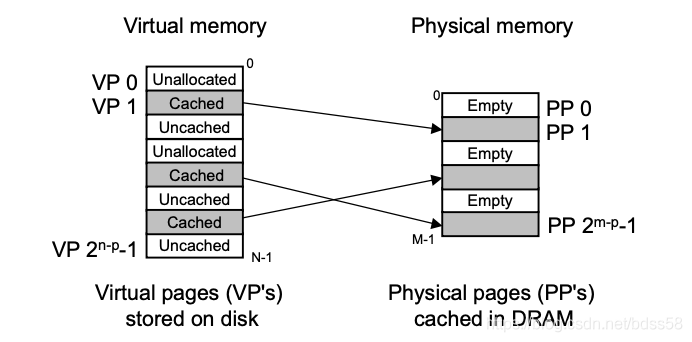 Virtual memory
Physical memory
0
VP 0 Unallocated
VP 1 Cached
Uncached
Unallocated
Cached
Uncached
Cached
VP 2^n-p-1 Uncached
N-1
0
Empty PP 0
PP 1
Empty
Empty
PP 2^m-p-1
M-1
Virtual pages (VP's)
stored on disk
Physical pages (PP's)
cached in DRAM
https://blog.csdn.net/bdss58